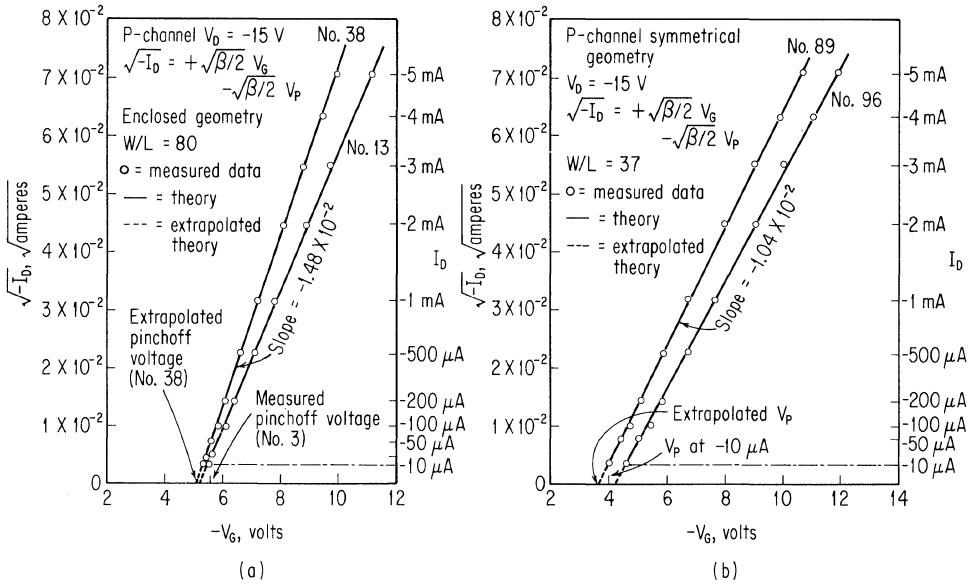 8 X 10⁻²
7 X 10⁻²
6 X 10⁻²
5 X 10⁻²
4 X 10⁻²
3 X 10⁻²
2 X 10⁻²
1 X 10⁻²
0
√-I_D, √amperes
P-channel V_D = -15 V
√-I_D = + √β/2 V_G
-√β/2 V_P
Enclosed geometry
W/L = 80
o = measured data
— = theory
---- = extrapolated
theory
No. 38
No. 13
Slope = -1.48 X 10⁻²
Extrapolated
pinchoff
voltage
(No. 38)
Measured
pinchoff voltage
(No. 3)
-5 mA
-4 mA
-3 mA
-2 mA
I_D
-1 mA
-500 μA
-200 μA
-100 μA
-50 μA
-10 μA
2 4 6 8 10 12
-V_G, volts
(a)
8 X 10⁻²
7 X 10⁻²
6 X 10⁻²
5 X 10⁻²
4 X 10⁻²
3 X 10⁻²
2 X 10⁻²
1 X 10⁻²
0
√-I_D, √amperes
P-channel symmetrical
geometry
V_D = -15 V
√-I_D = + √β/2 V_G
-√β/2 V_P
W/L = 37
o = measured data
— = theory
---- = extrapolated
theory
No. 89
No. 96
Slope = -1.04 X 10⁻²
Extrapolated V_P
V_P at -10 μA
-5 mA
-4 mA
-3 mA
-2 mA
I_D
-1 mA
-500 μA
-200 μA
-100 μA
-50 μA
-10 μA
2 4 6 8 10 12 14
-V_G, volts
(b)